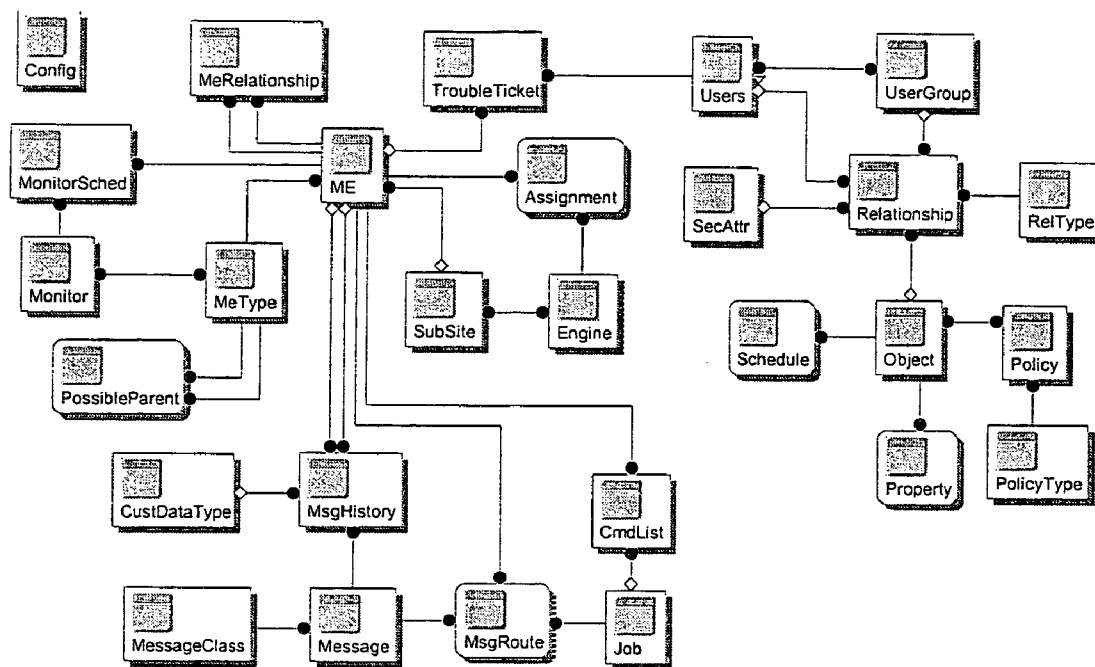 Config
MeRelationship
TroubleTicket
Users
UserGroup
MonitorSched
ME
Assignment
SecAttr
Relationship
RelType
Monitor
MeType
SubSite
Engine
Schedule
Object
Policy
PossibleParent
CustDataType
MsgHistory
CmdList
Property
PolicyType
MessageClass
Message
MsgRoute
Job